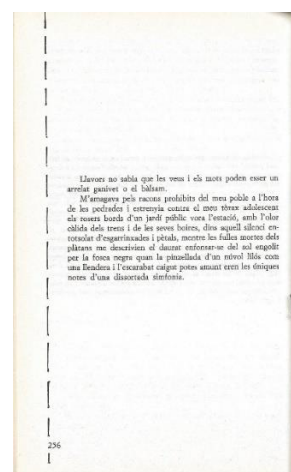 Llavors no sabia que les veus i els mots poden esser un
arrelat ganivet o el bàlsam.
M'amagava pels racons prohibits del meu poble a l'hora
de les pedrades i estrenyia contra el meu tòrax adolescent
els rosers bords d'un jardí públic vora l'estació, amb l'olor
càlida dels trens i de les seves boires, dins aquell silenci en-
totsolat d'esgarrinxades i pètals, mentre les fulles mortes dels
plàtans me descrivien el daurat enfonsar-se del sol engolit
per la fosca negra quan la pinzellada d'un núvol lilós com
una llendera i l'escarabat caigut potes amunt eren les úniques
notes d'una dissortada simfonia.
256